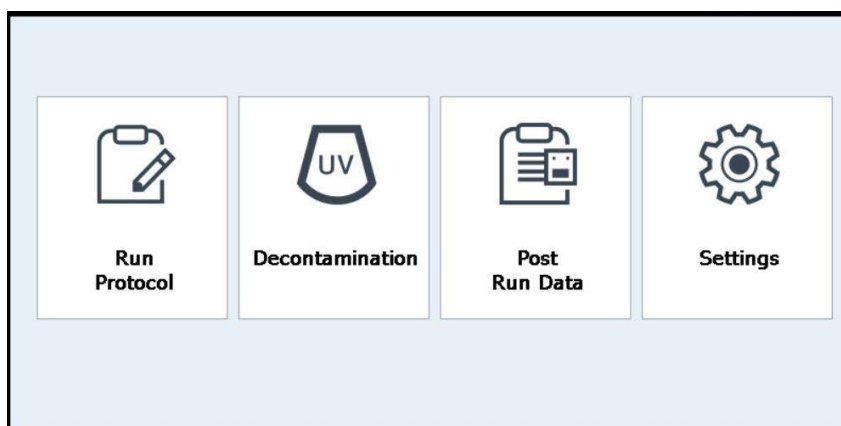 UV
Run
Protocol
Decontamination
Post
Run Data
Settings